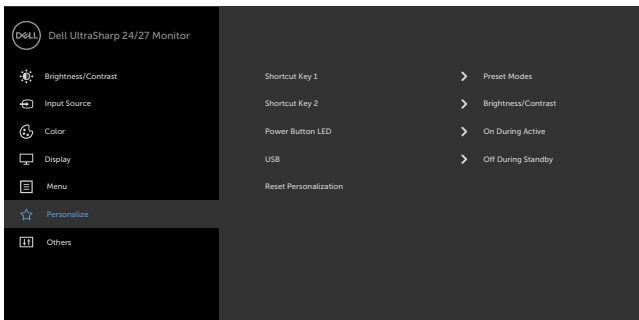 DELL Dell UltraSharp 24/27 Monitor
Brightness/Contrast
Input Source
Color
Display
Menu
Personalize
Others
Shortcut Key 1 Preset Modes
Shortcut Key 2 Brightness/Contrast
Power Button LED On During Active
USB Off During Standby
Reset Personalization